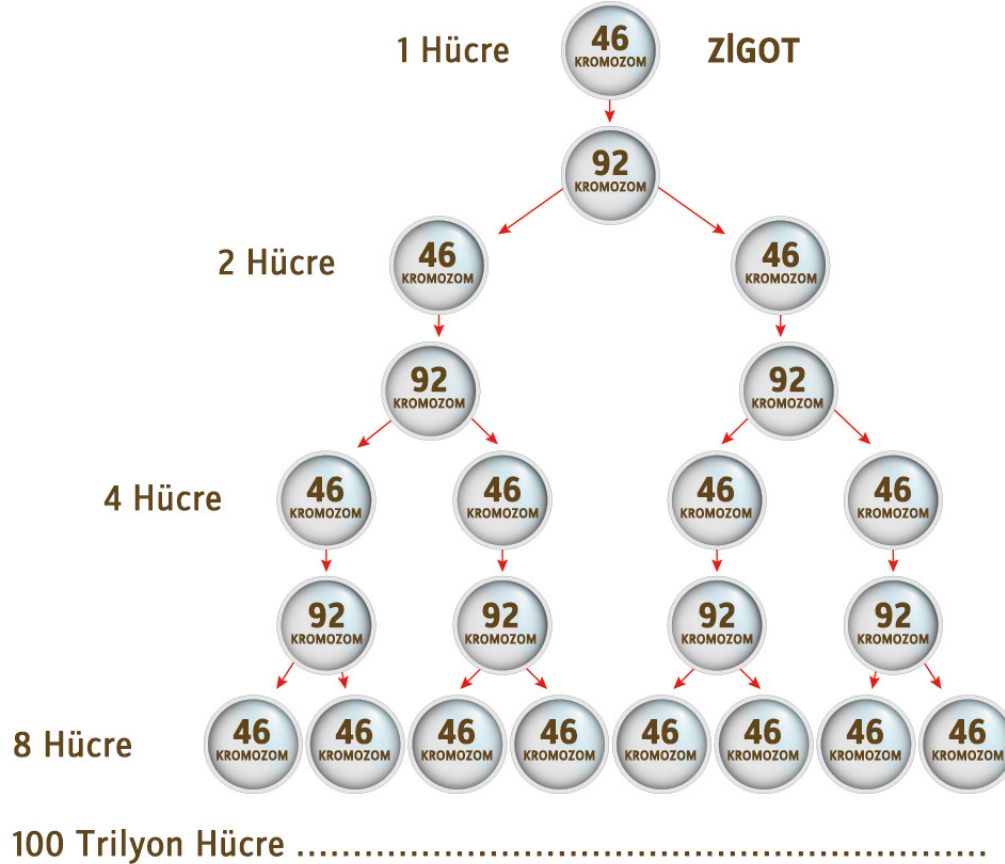 1 Hücre
46
KROMOZOM
ZİGOT
92
KROMOZOM
2 Hücre
46
KROMOZOM
46
KROMOZOM
92
KROMOZOM
92
KROMOZOM
4 Hücre
46
KROMOZOM
46
KROMOZOM
46
KROMOZOM
46
KROMOZOM
92
KROMOZOM
92
KROMOZOM
92
KROMOZOM
92
KROMOZOM
8 Hücre
46
KROMOZOM
46
KROMOZOM
46
KROMOZOM
46
KROMOZOM
46
KROMOZOM
46
KROMOZOM
46
KROMOZOM
46
KROMOZOM
100 Trilyon Hücre ......................................................